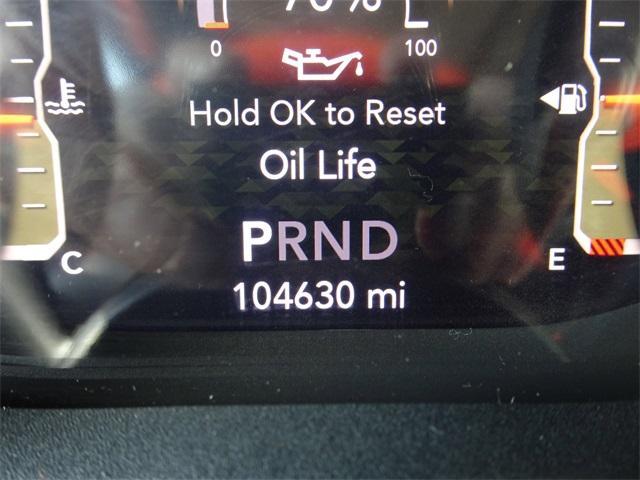 0 100
Hold OK to Reset
Oil Life
PRND
C E
104630 mi